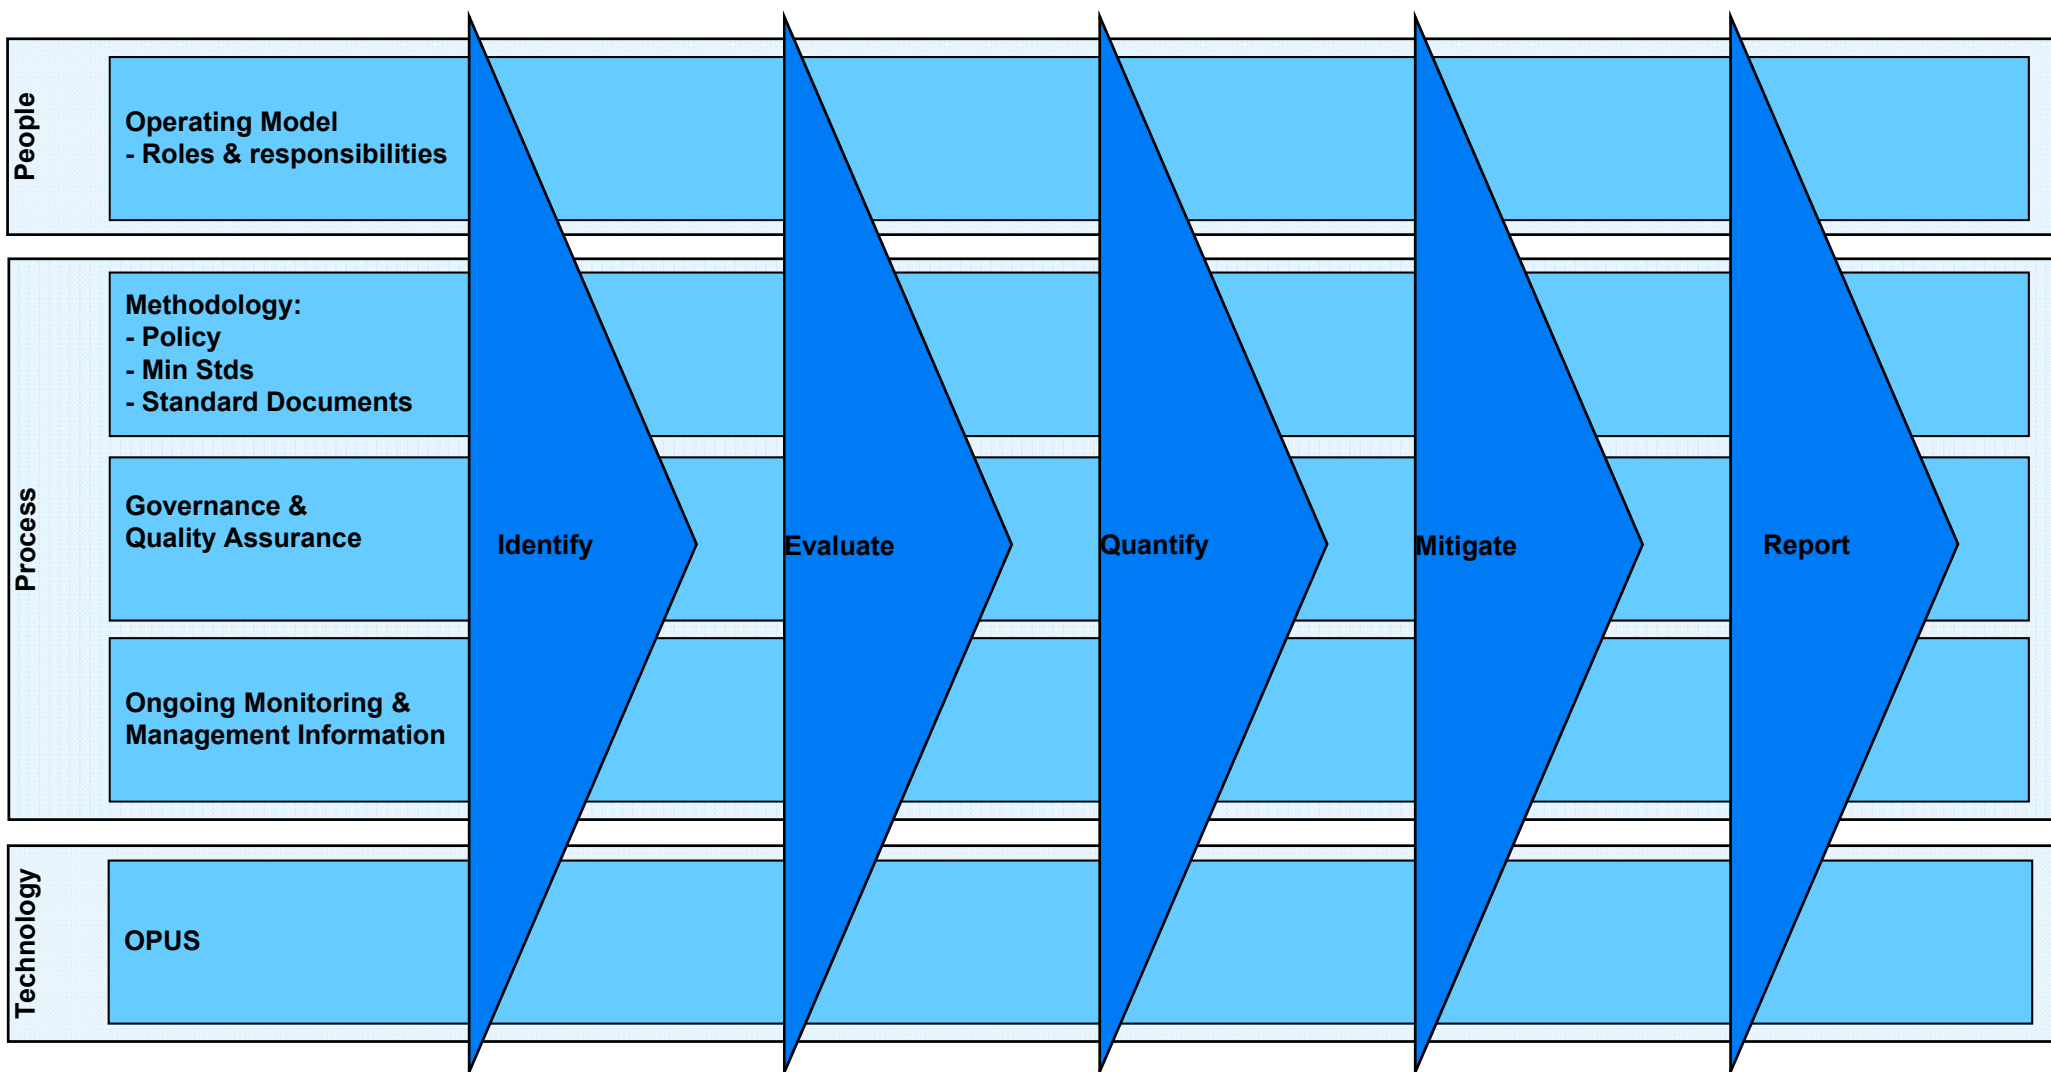 People
Operating Model
- Roles & responsibilities
Process
Methodology:
- Policy
- Min Stds
- Standard Documents
Governance &
Quality Assurance
Ongoing Monitoring &
Management Information
Identify
Evaluate
Quantify
Mitigate
Report
Technology
OPUS